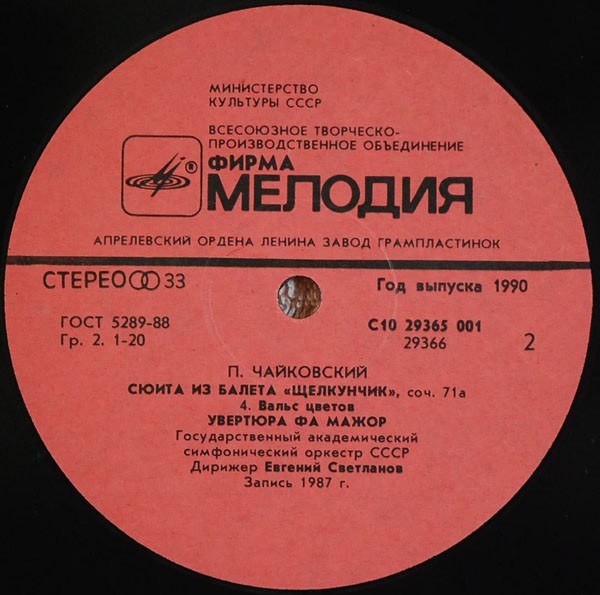 МИНИСТЕРСТВО
КУЛЬТУРЫ СССР
ВСЕСОЮЗНОЕ ТВОРЧЕСКО-
ПРОИЗВОДСТВЕННОЕ ОБЪЕДИНЕНИЕ
ФИРМА
®
МЕЛОДИЯ
АПРЕЛЕВСКИЙ ОРДЕНА ЛЕНИНА ЗАВОД ГРАМПЛАСТИНОК
СТЕРЕО 33
Год выпуска 1990
ГОСТ 5289-88
Гр. 2. 1-20
С10 29365 001
29366
2
П. ЧАЙКОВСКИЙ
СЮИТА ИЗ БАЛЕТА «ЩЕЛКУНЧИК», соч. 71а
4. Вальс цветов
УВЕРТЮРА ФА МАЖОР
Государственный академический
симфонический оркестр СССР
Дирижер Евгений Светланов
Запись 1987 г.